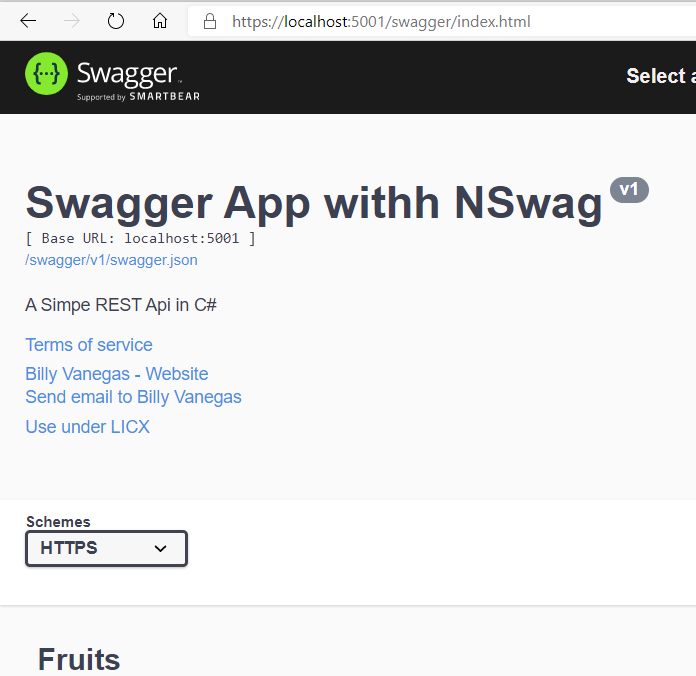 https://localhost:5001/swagger/index.html
Swagger
Supported by SMARTBEAR
Select a
Swagger App withh NSwag v1
[ Base URL: localhost:5001 ]
/swagger/v1/swagger.json
A Simpe REST Api in C#
Terms of service
Billy Vanegas - Website
Send email to Billy Vanegas
Use under LICX
Schemes
HTTPS
Fruits